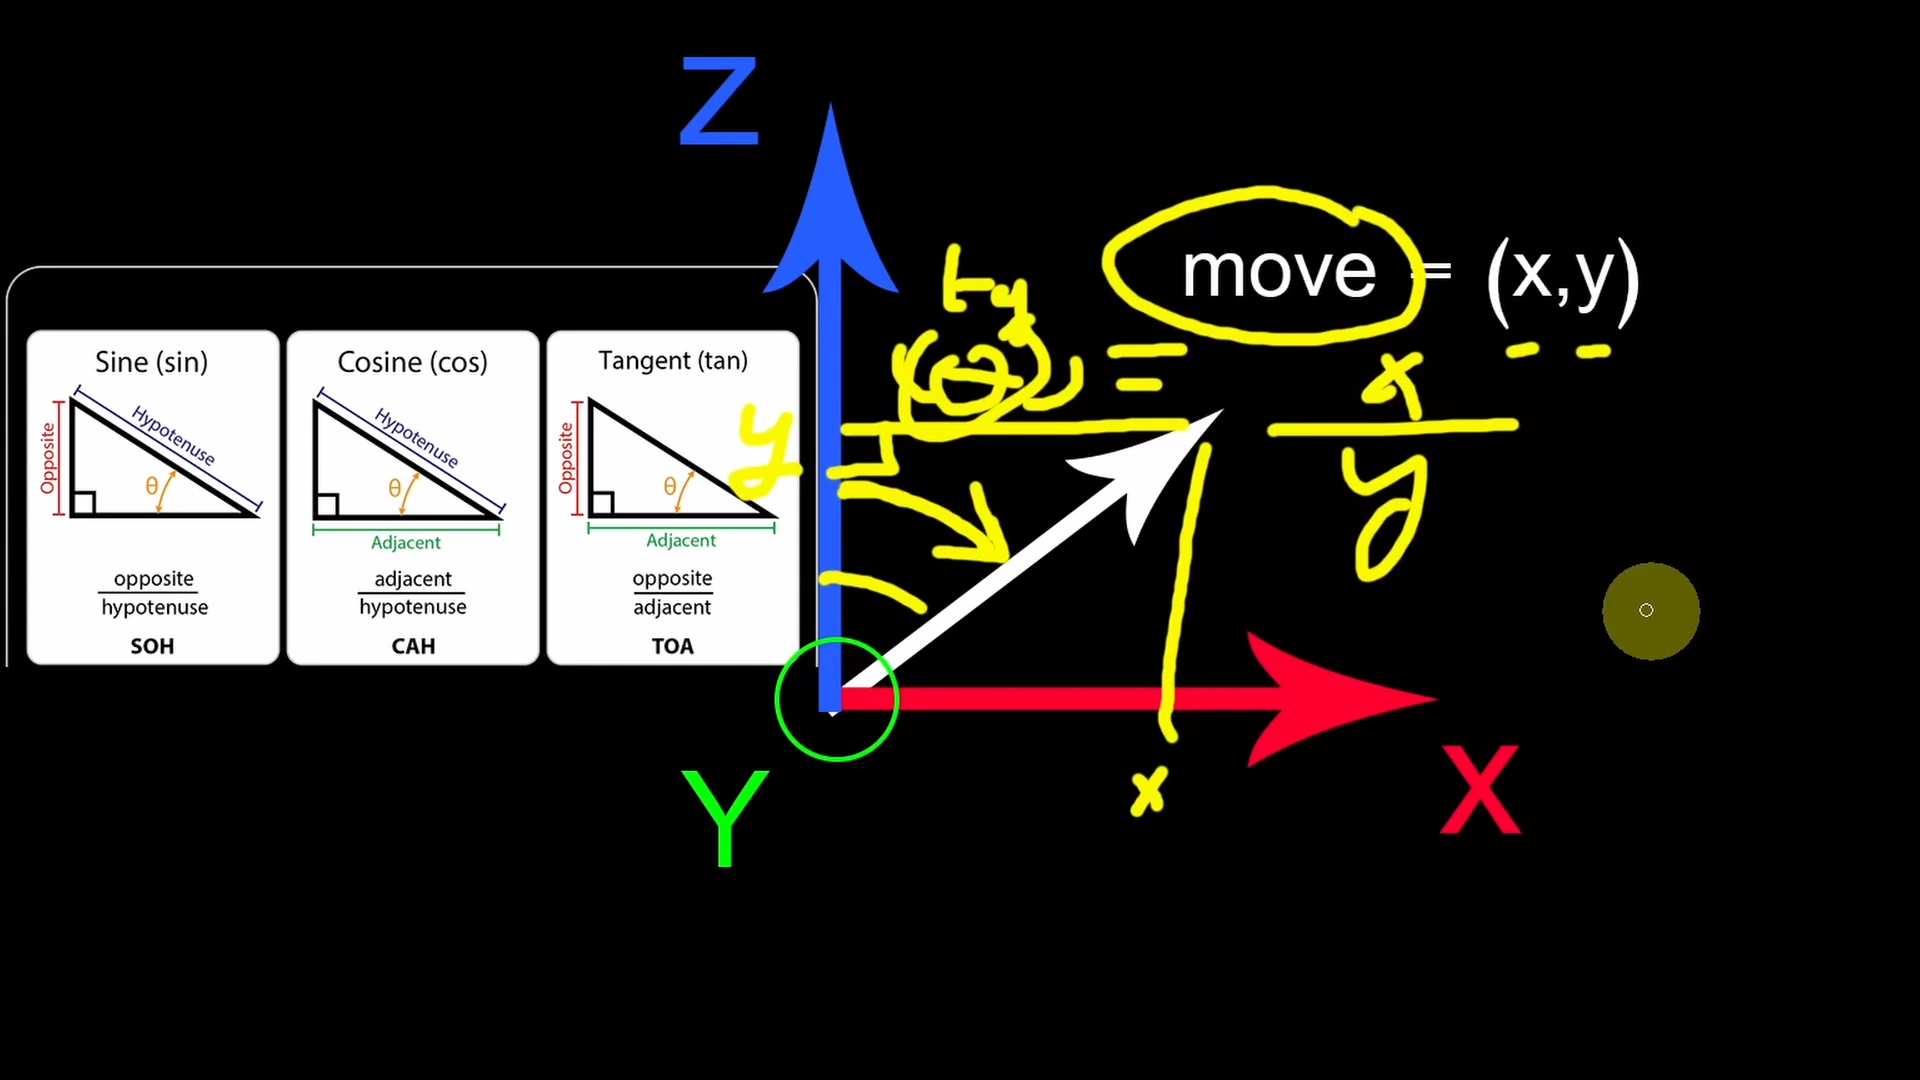 Z
move = (x,y)
Sine (sin)
Hypotenuse
Opposite
θ
opposite
hypotenuse
SOH
Cosine (cos)
Hypotenuse
θ
Adjacent
adjacent
hypotenuse
CAH
Tangent (tan)
Opposite
θ
Adjacent
opposite
adjacent
TOA
y
(θ) =
x
y
x
Y
X